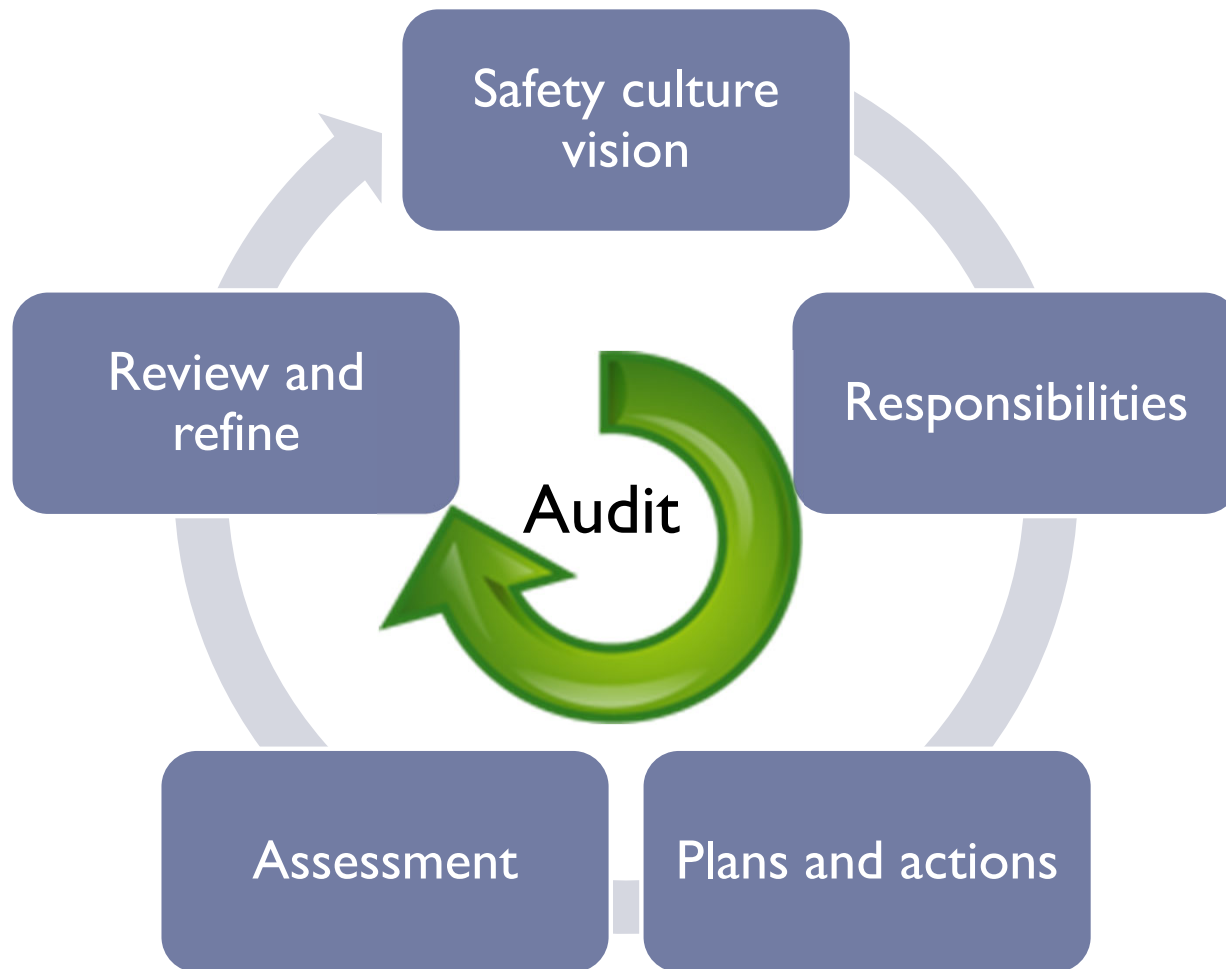 Safety culture
vision
Responsibilities
Plans and actions
Assessment
Review and
refine
Audit